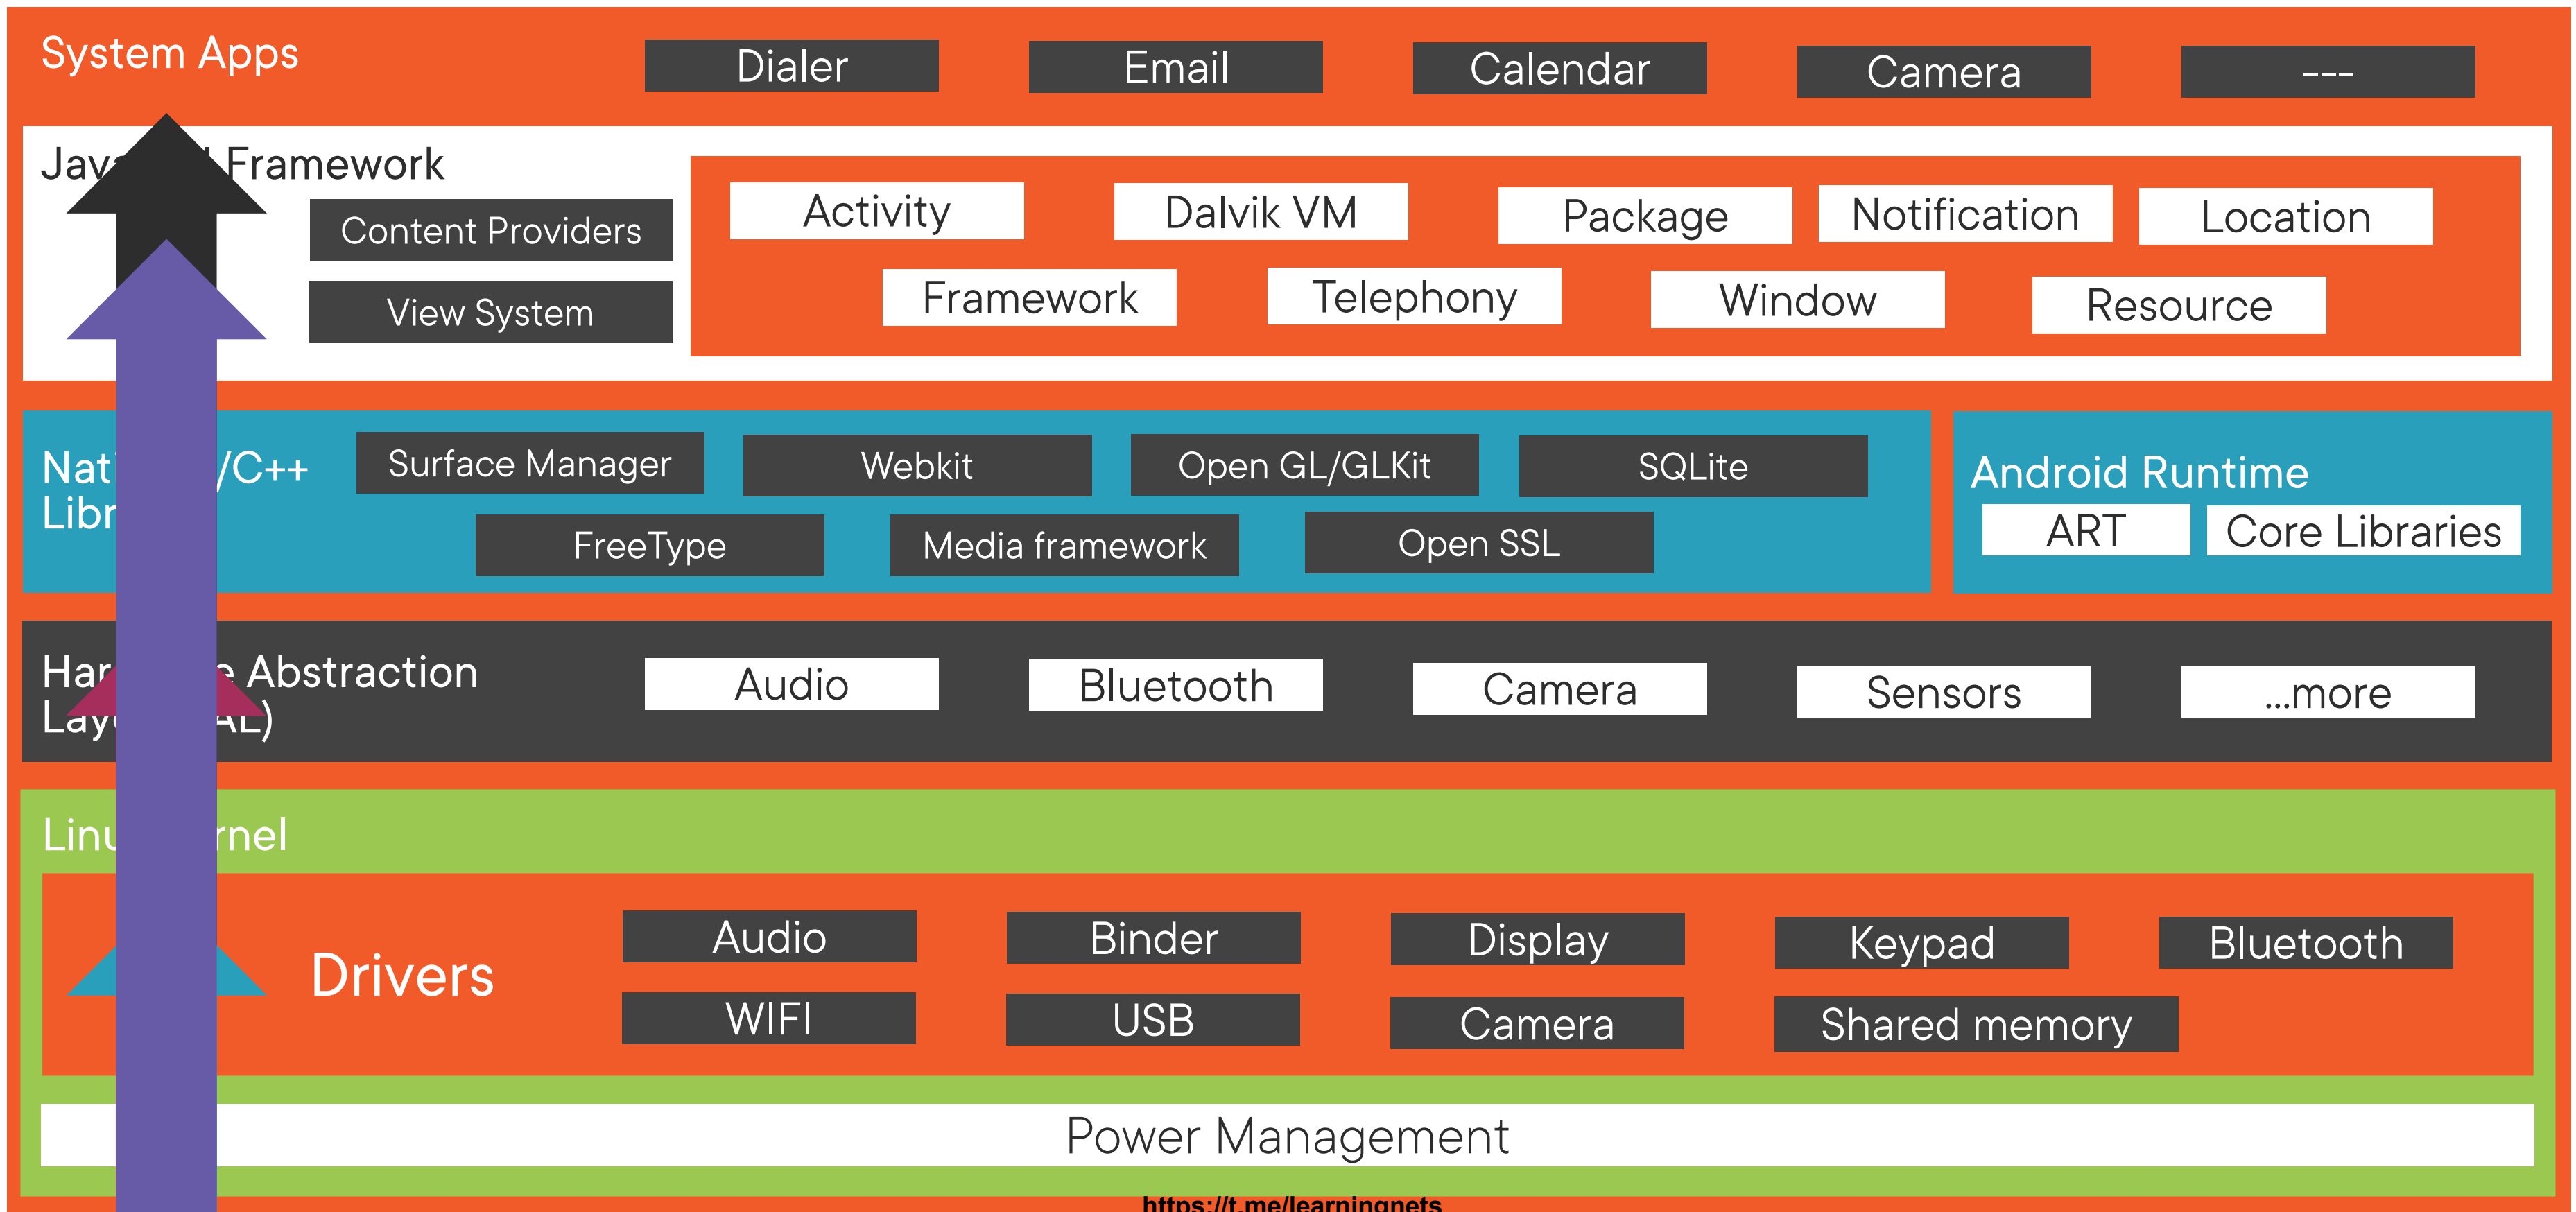 System Apps
Dialer
Email
Calendar
Camera
---
Framework
Content Providers
View System
Activity
Dalvik VM
Package
Notification
Location
Framework
Telephony
Window
Resource
/C++
Surface Manager
Webkit
Open GL/GLKit
SQLite
FreeType
Media framework
Open SSL
Android Runtime
ART
Core Libraries
Abstraction
Audio
Bluetooth
Camera
Sensors
...more
Drivers
Audio
Binder
Display
Keypad
Bluetooth
WIFI
USB
Camera
Shared memory
Power Management
https://t.me/learningnets